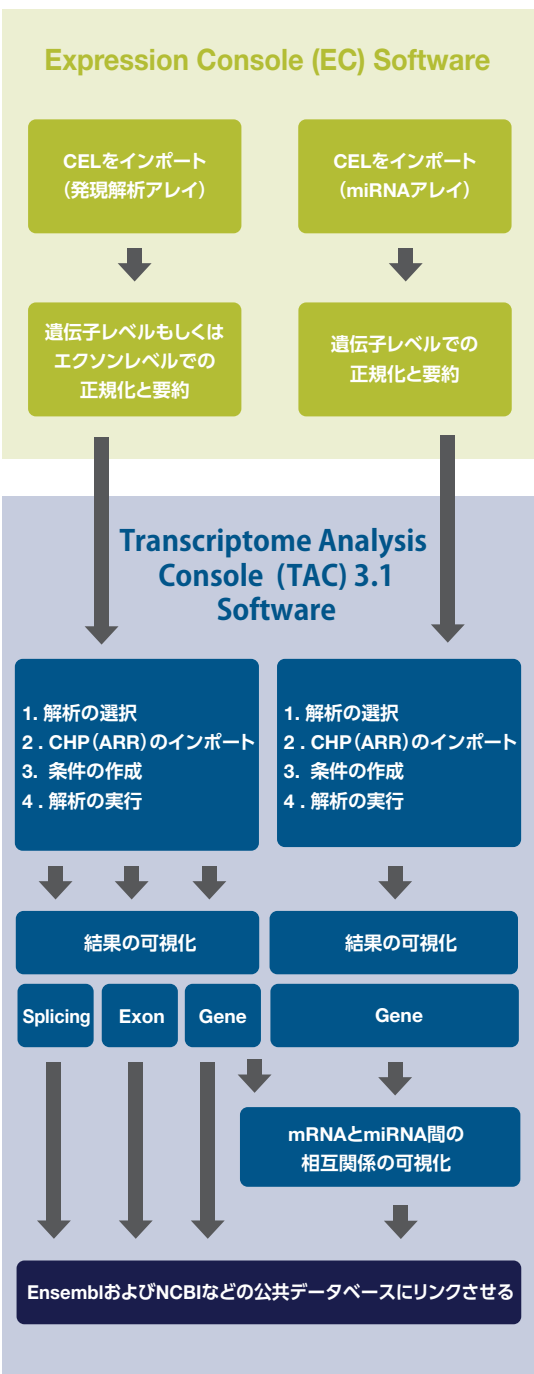 Expression Console (EC) Software
CELをインポート
（発現解析アレイ）
CELをインポート
（miRNAアレイ）
遺伝子レベルもしくは
エクソンレベルでの
正規化と要約
遺伝子レベルでの
正規化と要約
Transcriptome Analysis
Console (TAC) 3.1
Software
1. 解析の選択
2 . CHP（ARR）のインポート
3. 条件の作成
4 . 解析の実行
1. 解析の選択
2 . CHP（ARR）のインポート
3. 条件の作成
4 . 解析の実行
結果の可視化
結果の可視化
Splicing
Exon
Gene
Gene
mRNAとmiRNA間の
相互関係の可視化
EnsemblおよびNCBIなどの公共データベースにリンクさせる